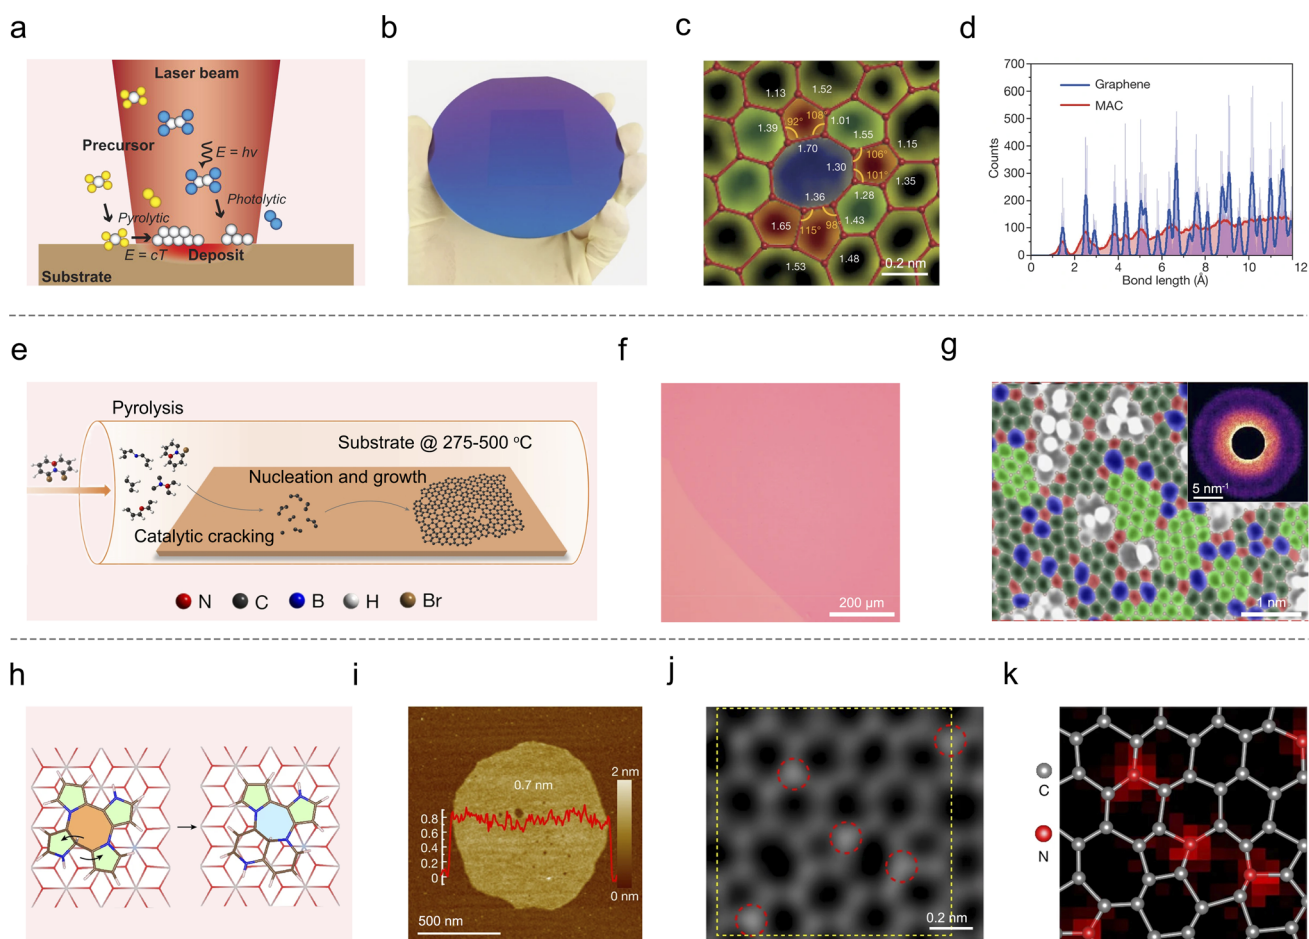 a
Laser beam
Precursor
E = hν
Pyrolytic
Photolytic
E = cT
Deposit
Substrate
b
c
1.13
1.52
92°
108°
1.01
1.39
1.55
1.15
1.70
106°
1.30
101°
1.35
1.36
1.28
1.65
98°
1.43
115°
1.48
1.53
0.2 nm
d
700
600
500
400
300
200
100
0
Counts
Graphene
MAC
0 2 4 6 8 10 12
Bond length (Å)
e
Pyrolysis
Substrate @ 275-500 °C
Nucleation and growth
Catalytic cracking
N C B H Br
f
200 µm
g
5 nm⁻¹
1 nm
h
i
2 nm
0.7 nm
0.8
0.6
0.4
0.2
0
0 nm
500 nm
j
0.2 nm
k
C
N